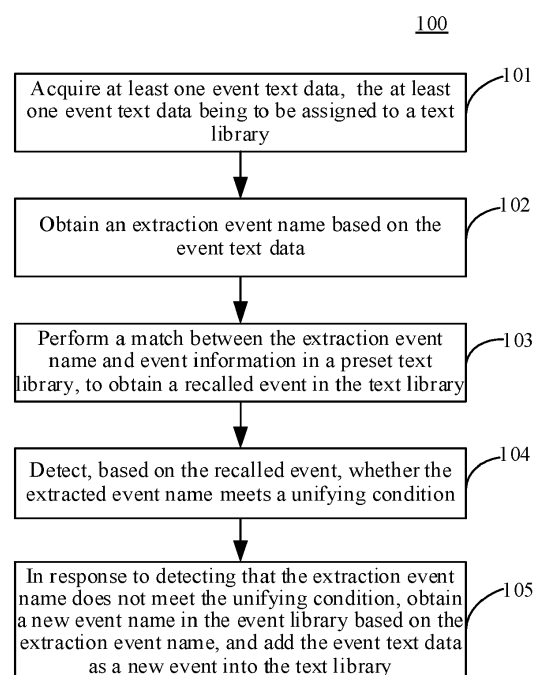 100
Acquire at least one event text data, the at least
one event text data being to be assigned to a text
library
101
Obtain an extraction event name based on the
event text data
102
Perform a match between the extraction event
name and event information in a preset text
library, to obtain a recalled event in the text library
103
Detect, based on the recalled event, whether the
extracted event name meets a unifying condition
104
In response to detecting that the extraction event
name does not meet the unifying condition, obtain
a new event name in the event library based on the
extraction event name, and add the event text data
as a new event into the text library
105